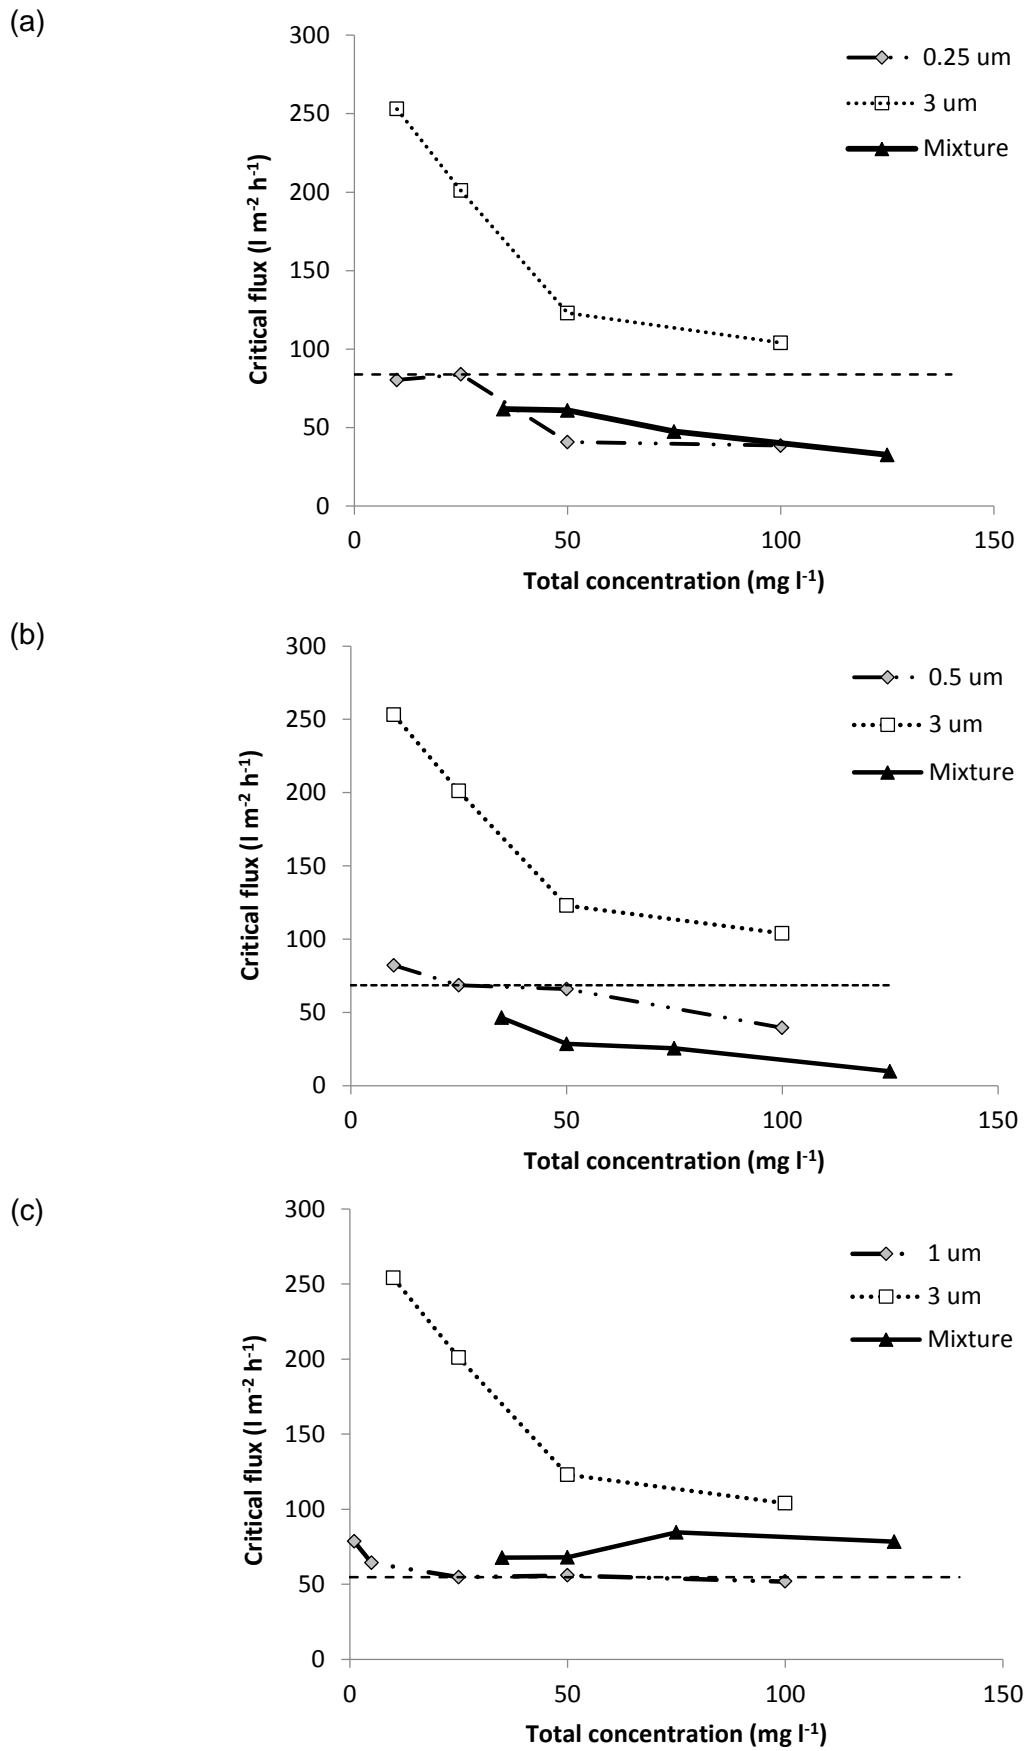 (a)
300
250
200
150
100
50
0
Critical flux (l m⁻² h⁻¹)
0.25 um
3 um
Mixture
0 50 100 150
Total concentration (mg l⁻¹)
(b)
300
250
200
150
100
50
0
Critical flux (l m⁻² h⁻¹)
0.5 um
3 um
Mixture
0 50 100 150
Total concentration (mg l⁻¹)
(c)
300
250
200
150
100
50
0
Critical flux (l m⁻² h⁻¹)
1 um
3 um
Mixture
0 50 100 150
Total concentration (mg l⁻¹)